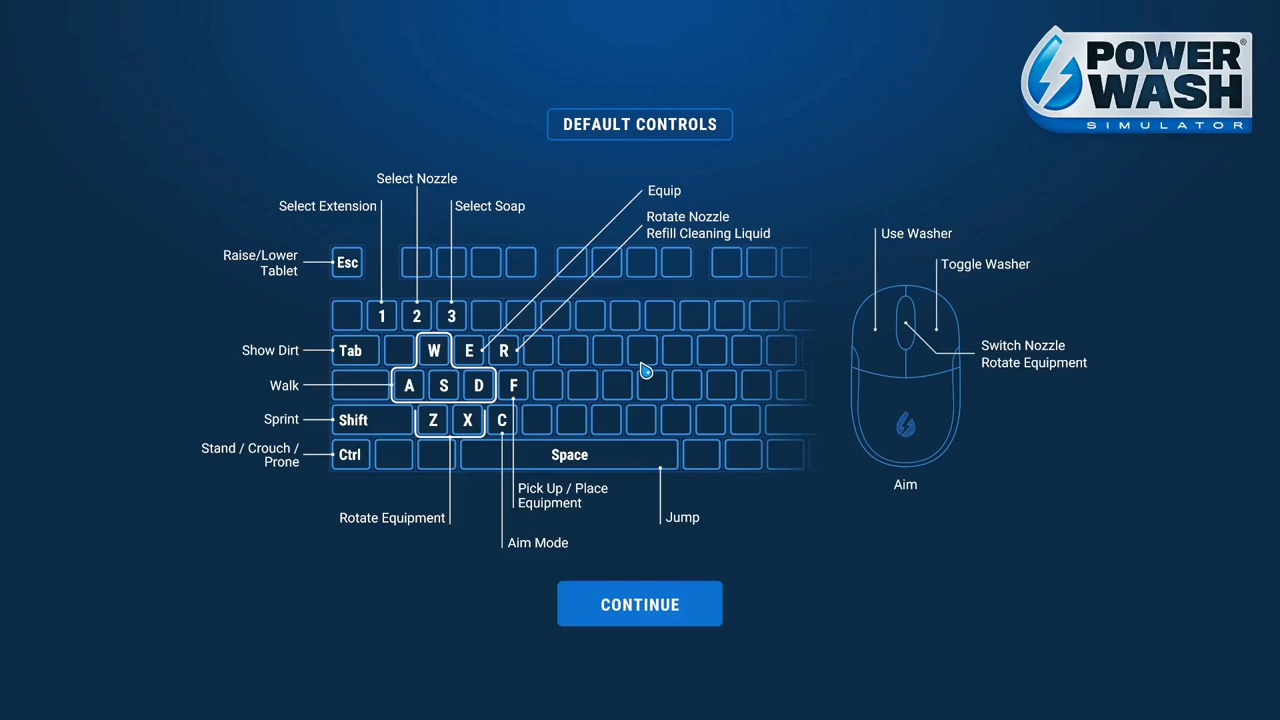 POWER
WASH
SIMULATOR
DEFAULT CONTROLS
Select Nozzle
Select Extension
Select Soap
Equip
Rotate Nozzle
Refill Cleaning Liquid
Raise/Lower
Tablet
Esc
1
2
3
Show Dirt
Tab
W
E
R
Walk
A
S
D
F
Sprint
Shift
Z
X
C
Stand / Crouch /
Prone
Ctrl
Space
Rotate Equipment
Pick Up / Place
Equipment
Aim Mode
Jump
Use Washer
Toggle Washer
Switch Nozzle
Rotate Equipment
Aim
CONTINUE